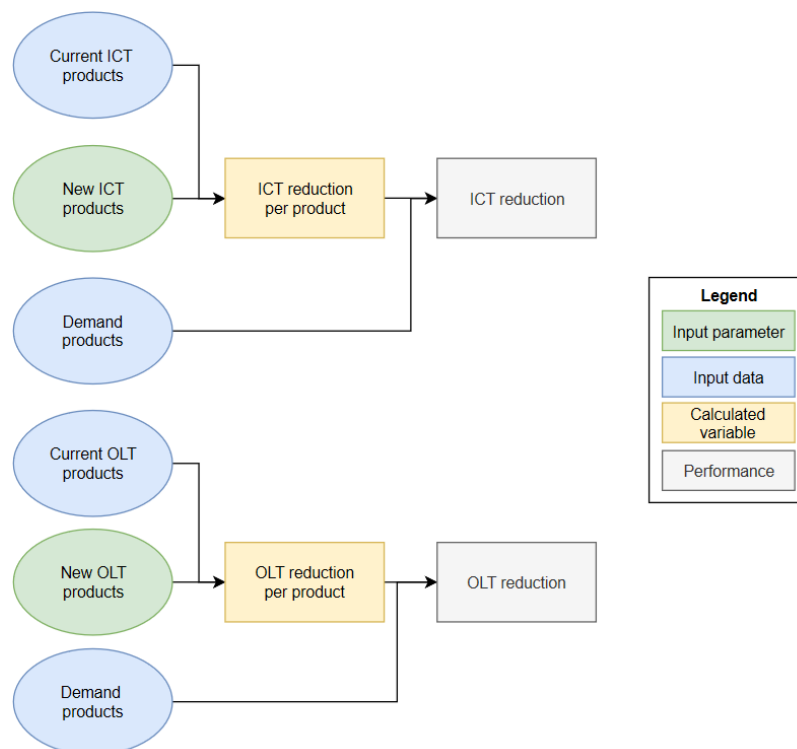 Current ICT
products
New ICT
products
ICT reduction
per product
ICT reduction
Demand
products
Legend
Input parameter
Input data
Calculated
variable
Performance
Current OLT
products
New OLT
products
OLT reduction
per product
OLT reduction
Demand
products